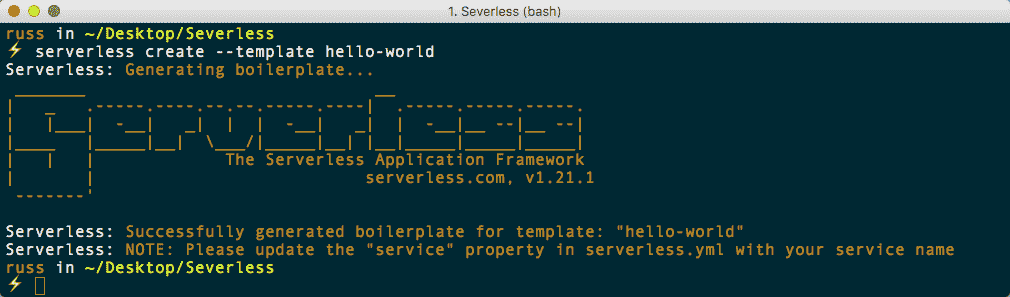 1. Severless (bash)
russ in ~/Desktop/Severless
⚡ serverless create --template hello-world
Serverless: Generating boilerplate...
Serverless
The Serverless Application Framework
serverless.com, v1.21.1
Serverless: Successfully generated boilerplate for template: "hello-world"
Serverless: NOTE: Please update the "service" property in serverless.yml with your service name
russ in ~/Desktop/Severless
⚡